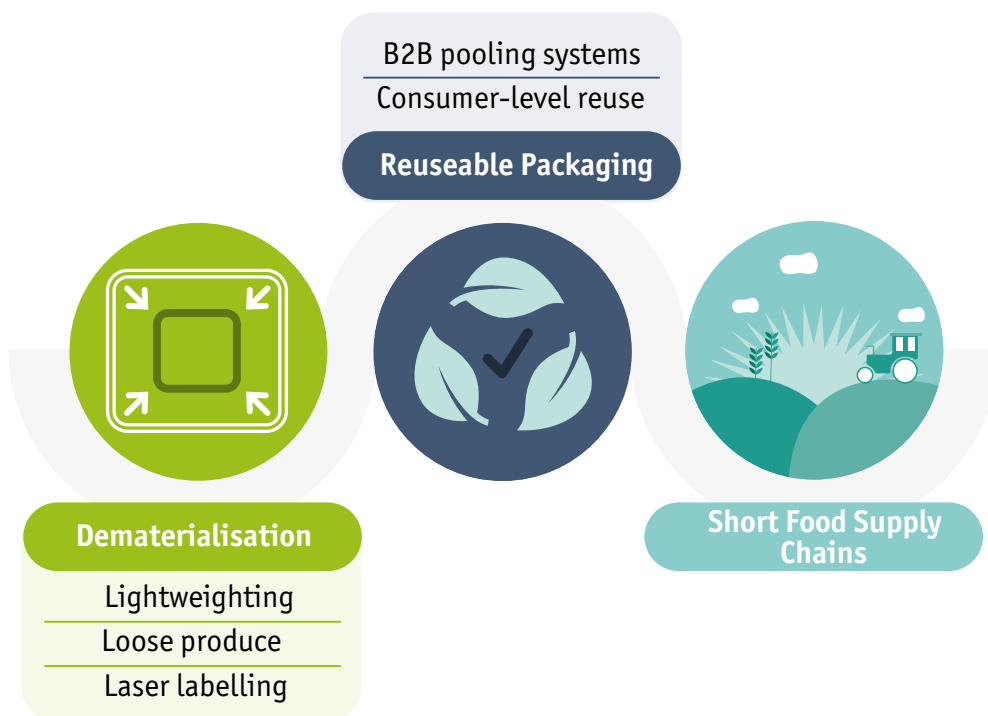 B2B pooling systems
Consumer-level reuse
Reuseable Packaging
Dematerialisation
Lightweighting
Loose produce
Laser labelling
Short Food Supply
Chains